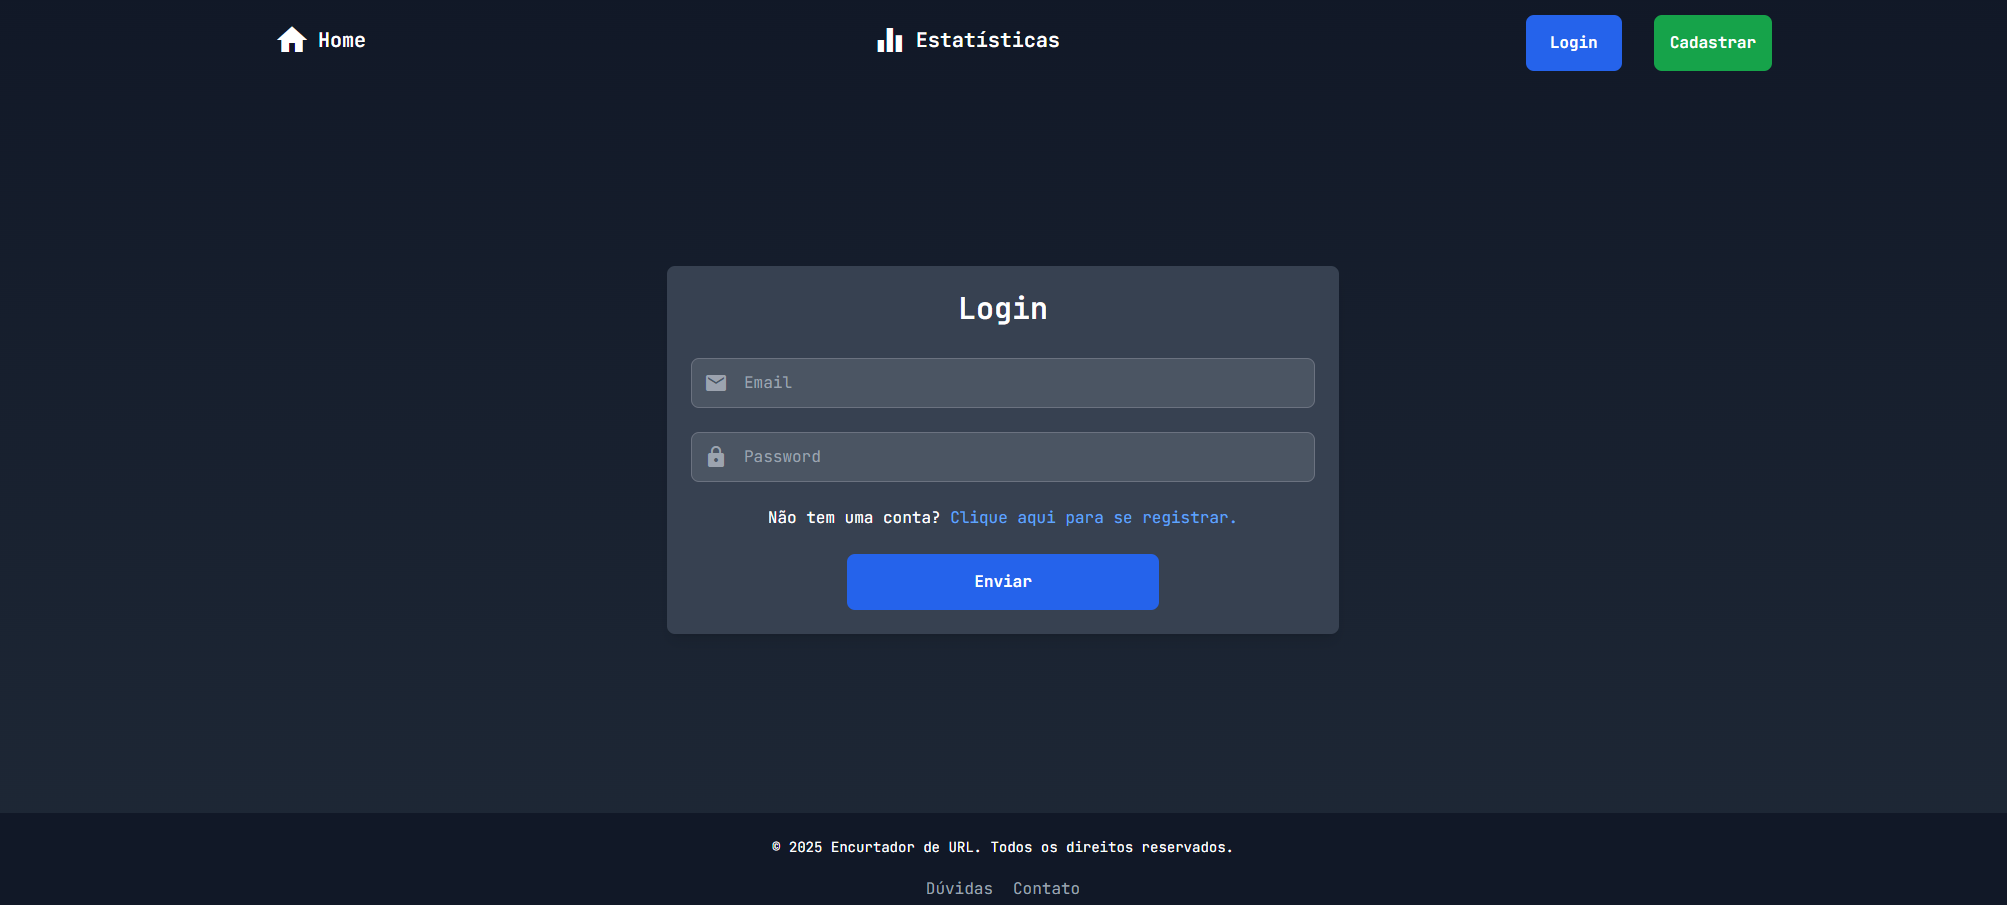 Home
Estatísticas
Login
Cadastrar
Login
Email
Password
Não tem uma conta? Clique aqui para se registrar.
Enviar
© 2025 Encurtador de URL. Todos os direitos reservados.
Dúvidas Contato